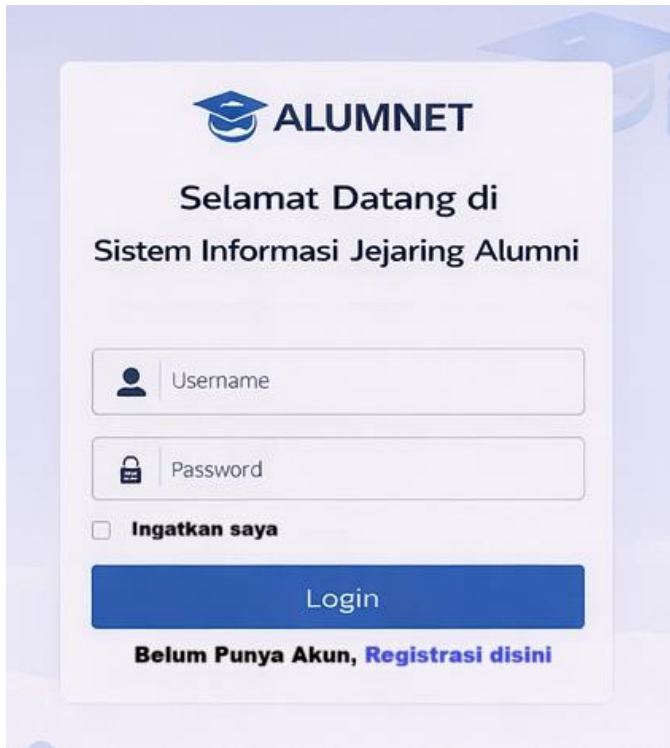 ALUMNET
Selamat Datang di
Sistem Informasi Jejaring Alumni
Username
Password
Ingatkan saya
Login
Belum Punya Akun, Registrasi disini